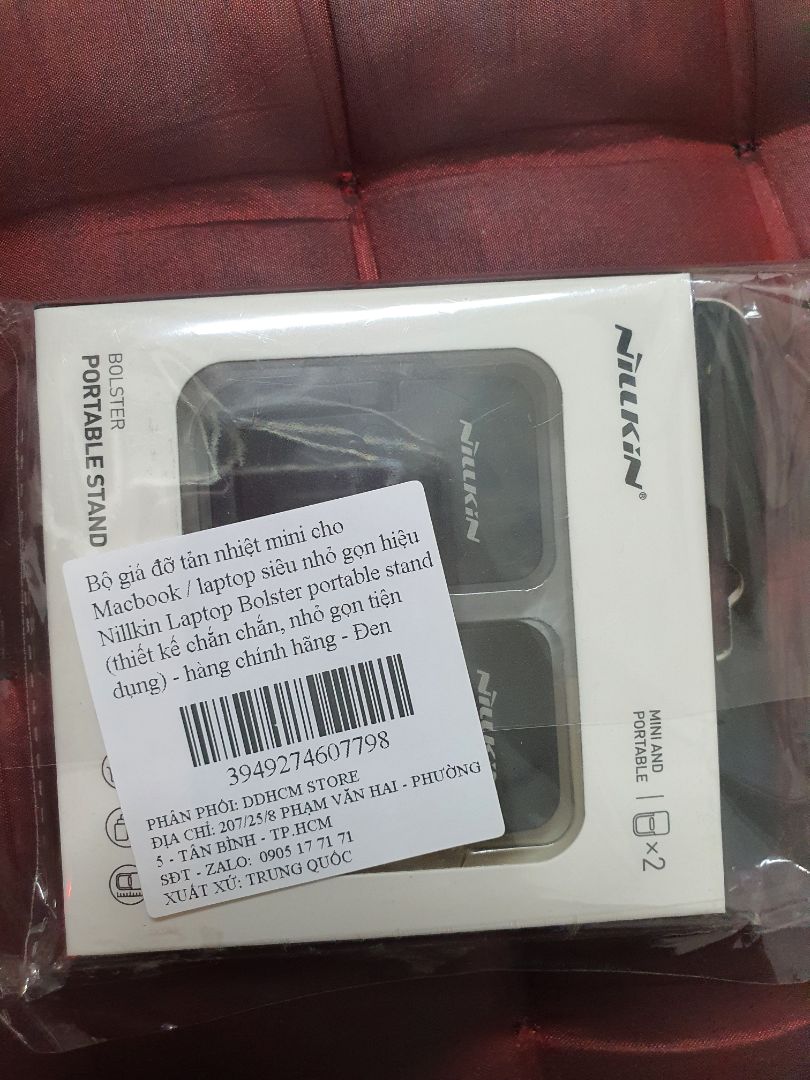 BOLSTER
PORTABLE STAND
NILLKIN®
NILLKIN
NILLKIN
MINI AND
PORTABLE
×2
Bộ giá đỡ tản nhiệt mini cho
Macbook / laptop siêu nhỏ gọn hiệu
Nillkin Laptop Bolster portable stand
(thiết kế chắn chắn, nhỏ gọn tiện
dụng) - hàng chính hãng - Đen
3949274607798
PHÂN PHỐI: DDHCM STORE
ĐỊA CHỈ: 207/25/8 PHẠM VĂN HAI - PHƯỜNG
5 - TÂN BÌNH - TP.HCM
SĐT - ZALO: 0905 17 71 71
XUẤT XỨ: TRUNG QUỐC